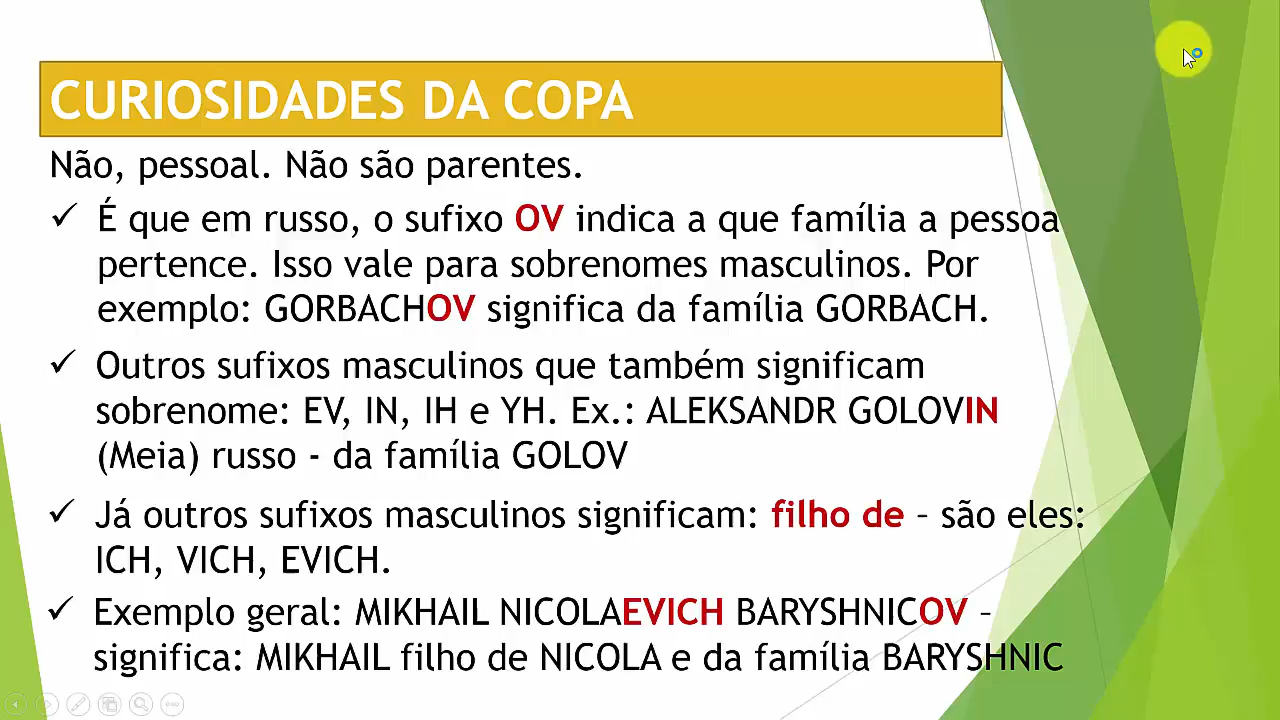 CURIOSIDADES DA COPA
Não, pessoal. Não são parentes.
✓ É que em russo, o sufixo OV indica a que família a pessoa
pertence. Isso vale para sobrenomes masculinos. Por
exemplo: GORBACHOV significa da família GORBACH.
✓ Outros sufixos masculinos que também significam
sobrenome: EV, IN, IH e YH. Ex.: ALEKSANDR GOLOVIN
(Meia) russo - da família GOLOV
✓ Já outros sufixos masculinos significam: filho de – são eles:
ICH, VICH, EVICH.
✓ Exemplo geral: MIKHAIL NICOLAEVICH BARYSHNICOV –
significa: MIKHAIL filho de NICOLA e da família BARYSHNIC